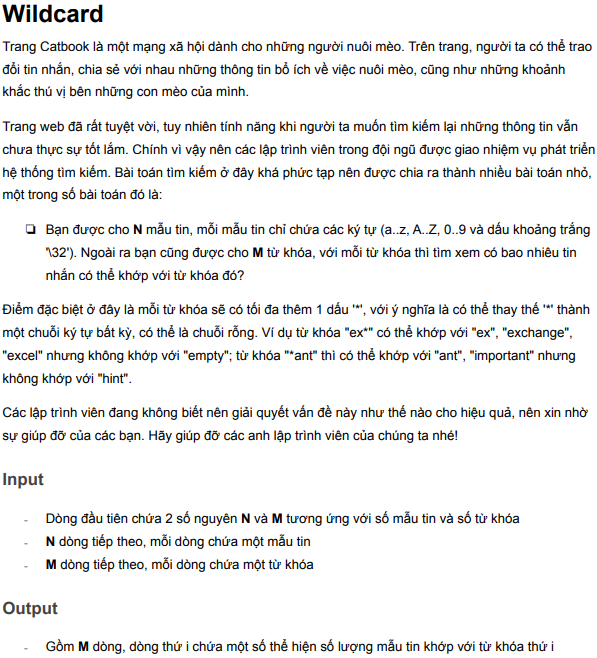 Wildcard
Trang Catbook là một mạng xã hội dành cho những người nuôi mèo. Trên trang, người ta có thể trao
đổi tin nhắn, chia sẻ với nhau những thông tin bổ ích về việc nuôi mèo, cũng như những khoảnh
khắc thú vị bên những con mèo của mình.
Trang web đã rất tuyệt vời, tuy nhiên tính năng khi người ta muốn tìm kiếm lại những thông tin vẫn
chưa thực sự tốt lắm. Chính vì vậy nên các lập trình viên trong đội ngũ được giao nhiệm vụ phát triển
hệ thống tìm kiếm. Bài toán tìm kiếm ở đây khá phức tạp nên được chia ra thành nhiều bài toán nhỏ,
một trong số bài toán đó là:
❏ Bạn được cho N mẫu tin, mỗi mẫu tin chỉ chứa các ký tự (a..z, A..Z, 0..9 và dấu khoảng trắng
'\32'). Ngoài ra bạn cũng được cho M từ khóa, với mỗi từ khóa thì tìm xem có bao nhiêu tin
nhắn có thể khớp với từ khóa đó?
Điểm đặc biệt ở đây là mỗi từ khóa sẽ có tối đa thêm 1 dấu '*', với ý nghĩa là có thể thay thế '*' thành
một chuỗi ký tự bất kỳ, có thể là chuỗi rỗng. Ví dụ từ khóa "ex*" có thể khớp với "ex", "exchange",
"excel" nhưng không khớp với "empty"; từ khóa "*ant" thì có thể khớp với "ant", "important" nhưng
không khớp với "hint".
Các lập trình viên đang không biết nên giải quyết vấn đề này như thế nào cho hiệu quả, nên xin nhờ
sự giúp đỡ của các bạn. Hãy giúp đỡ các anh lập trình viên của chúng ta nhé!
Input
- Dòng đầu tiên chứa 2 số nguyên N và M tương ứng với số mẫu tin và số từ khóa
- N dòng tiếp theo, mỗi dòng chứa một mẫu tin
- M dòng tiếp theo, mỗi dòng chứa một từ khóa
Output
- Gồm M dòng, dòng thứ i chứa một số thể hiện số lượng mẫu tin khớp với từ khóa thứ i